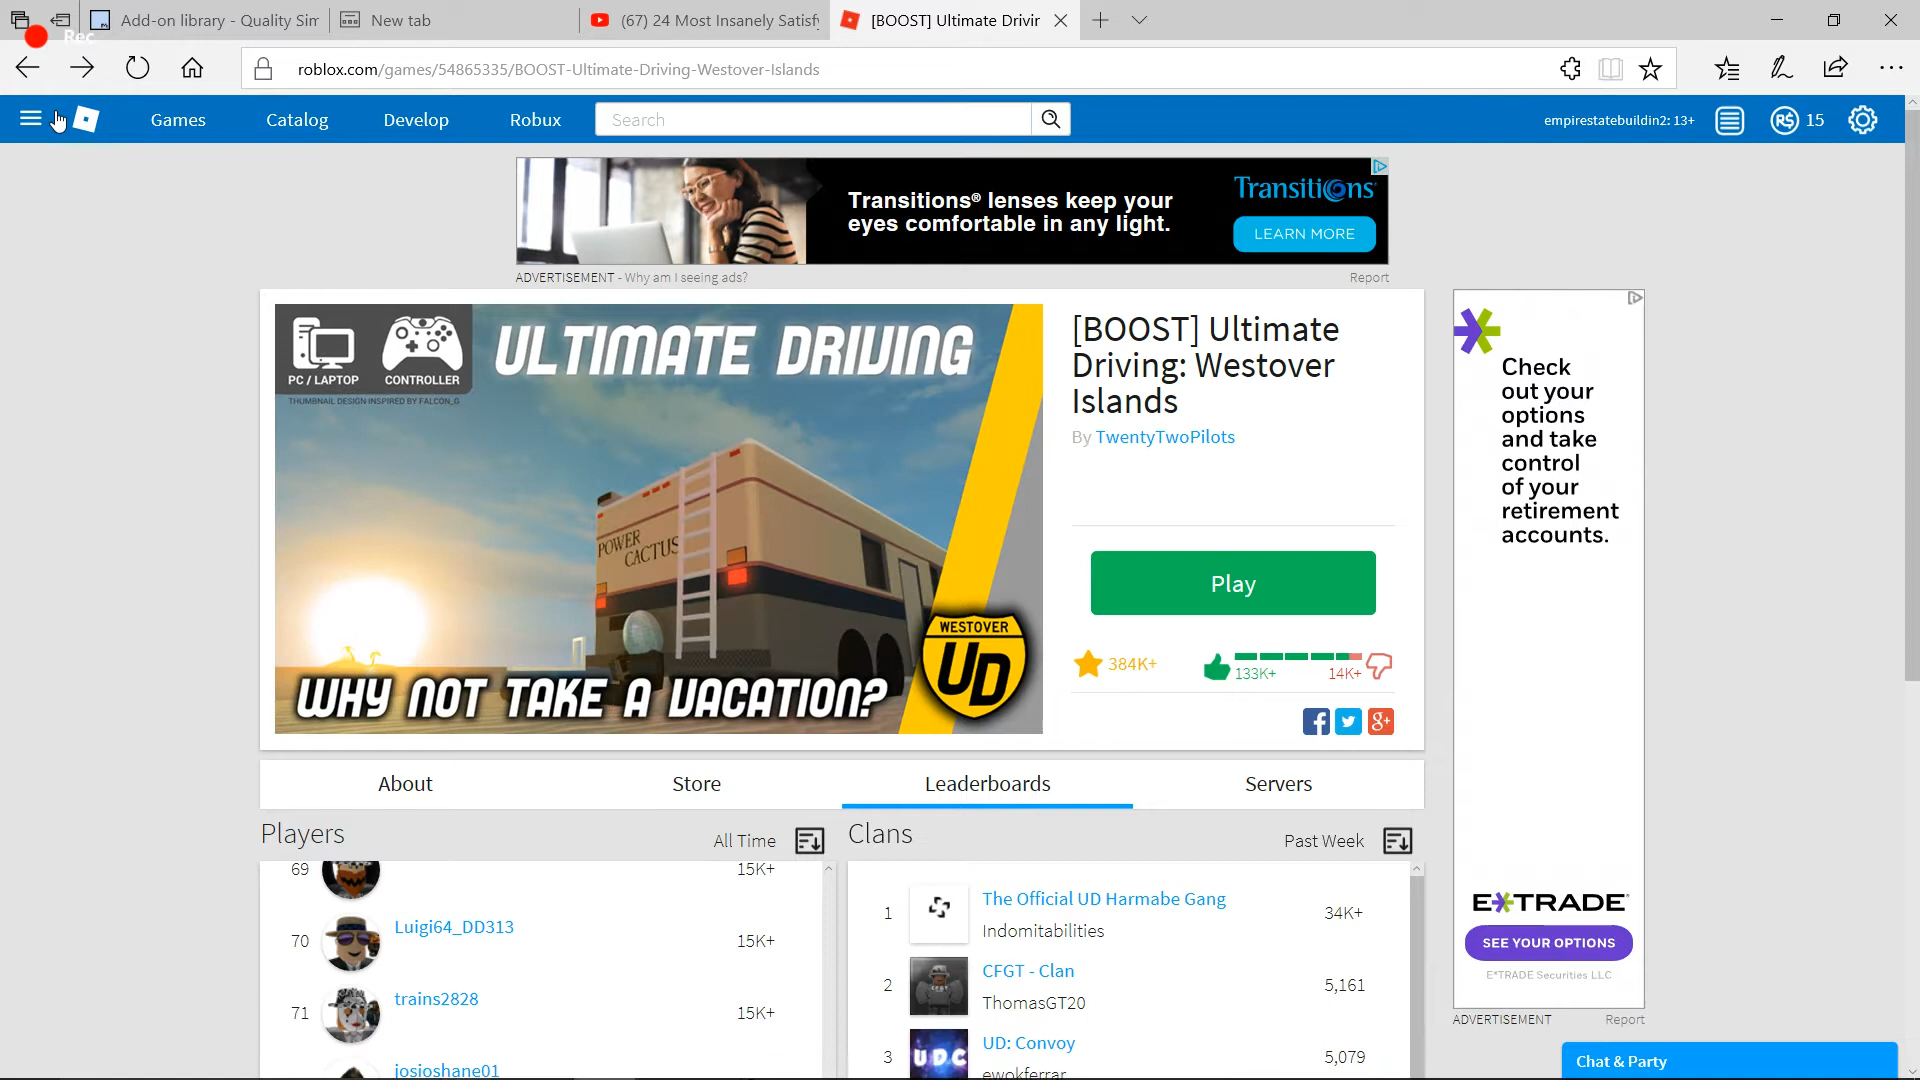 Add-on library - Quality Sim
New tab
(67) 24 Most Insanely Satisfy
[BOOST] Ultimate Drivin
Rec
roblox.com/games/54865335/BOOST-Ultimate-Driving-Westover-Islands
Games
Catalog
Develop
Robux
Search
empirestatebuildin2: 13+
R$ 15
Transitions® lenses keep your
eyes comfortable in any light.
Transitions
LEARN MORE
ADVERTISEMENT - Why am I seeing ads?
Report
PC / LAPTOP
CONTROLLER
THUMBNAIL DESIGN INSPIRED BY FALCON_G
ULTIMATE DRIVING
POWER
CACTUS
WESTOVER
UD
WHY NOT TAKE A VACATION?
[BOOST] Ultimate
Driving: Westover
Islands
By TwentyTwoPilots
Play
384K+
133K+
14K+
Check
out your
options
and take
control
of your
retirement
accounts.
E*TRADE
SEE YOUR OPTIONS
E*TRADE Securities LLC
ADVERTISEMENT
Report
About
Store
Leaderboards
Servers
Players
All Time
69
15K+
70
Luigi64_DD313
15K+
71
trains2828
15K+
josioshane01
Clans
Past Week
1
The Official UD Harmabe Gang
Indomitabilities
34K+
2
CFGT - Clan
ThomasGT20
5,161
3
UDC
UD: Convoy
ewokferrar
5,079
Chat & Party